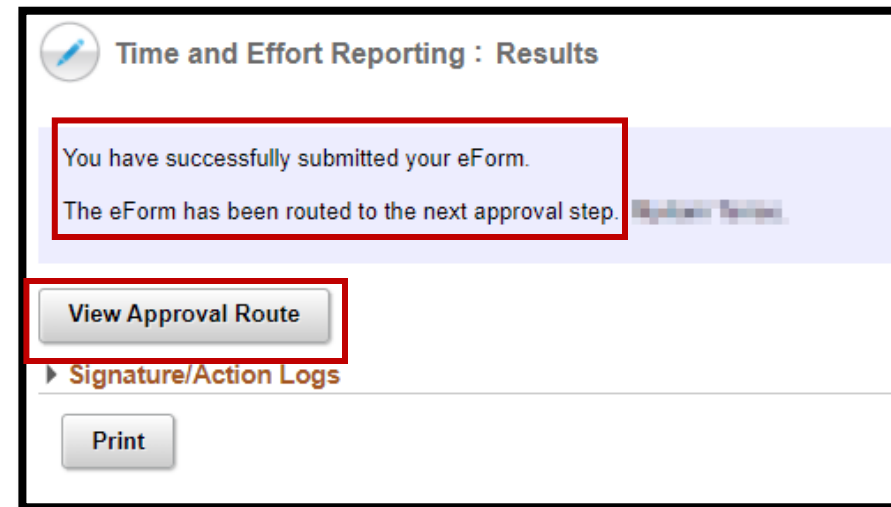 Time and Effort Reporting : Results
You have successfully submitted your eForm.
The eForm has been routed to the next approval step.
View Approval Route
Signature/Action Logs
Print